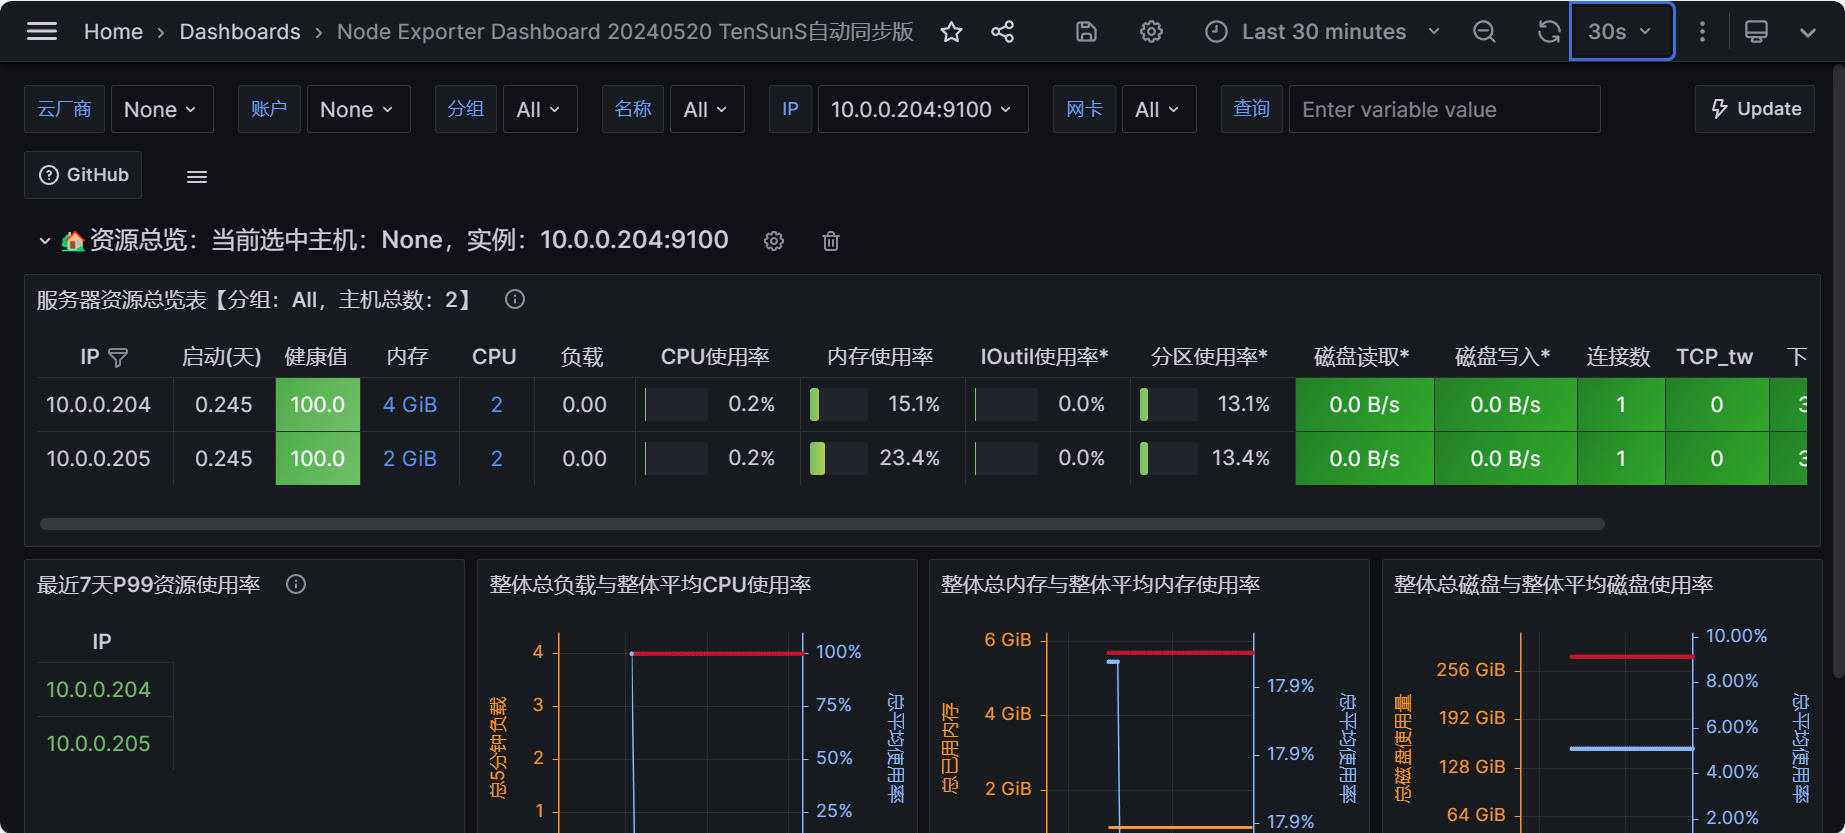 Home › Dashboards › Node Exporter Dashboard 20240520 TenSunS自动同步版 Last 30 minutes 30s
云厂商 None 账户 None 分组 All 名称 All IP 10.0.0.204:9100 网卡 All 查询 Enter variable value Update
GitHub
资源总览：当前选中主机：None，实例：10.0.0.204:9100
服务器资源总览表【分组：All，主机总数：2】
IP 启动(天) 健康值 内存 CPU 负载 CPU使用率 内存使用率 IOutil使用率* 分区使用率* 磁盘读取* 磁盘写入* 连接数 TCP_tw 下
10.0.0.204 0.245 100.0 4 GiB 2 0.00 0.2% 15.1% 0.0% 13.1% 0.0 B/s 0.0 B/s 1 0 3
10.0.0.205 0.245 100.0 2 GiB 2 0.00 0.2% 23.4% 0.0% 13.4% 0.0 B/s 0.0 B/s 1 0 3
最近7天P99资源使用率
IP
10.0.0.204
10.0.0.205
整体总负载与整体平均CPU使用率
总5分钟负载
4
3
2
1
100%
75%
50%
25%
总平均使用率
整体总内存与整体平均内存使用率
总已用内存
6 GiB
4 GiB
2 GiB
17.9%
17.9%
17.9%
总平均使用率
整体总磁盘与整体平均磁盘使用率
总磁盘使用量
256 GiB
192 GiB
128 GiB
64 GiB
10.00%
8.00%
6.00%
4.00%
2.00%
总平均使用率